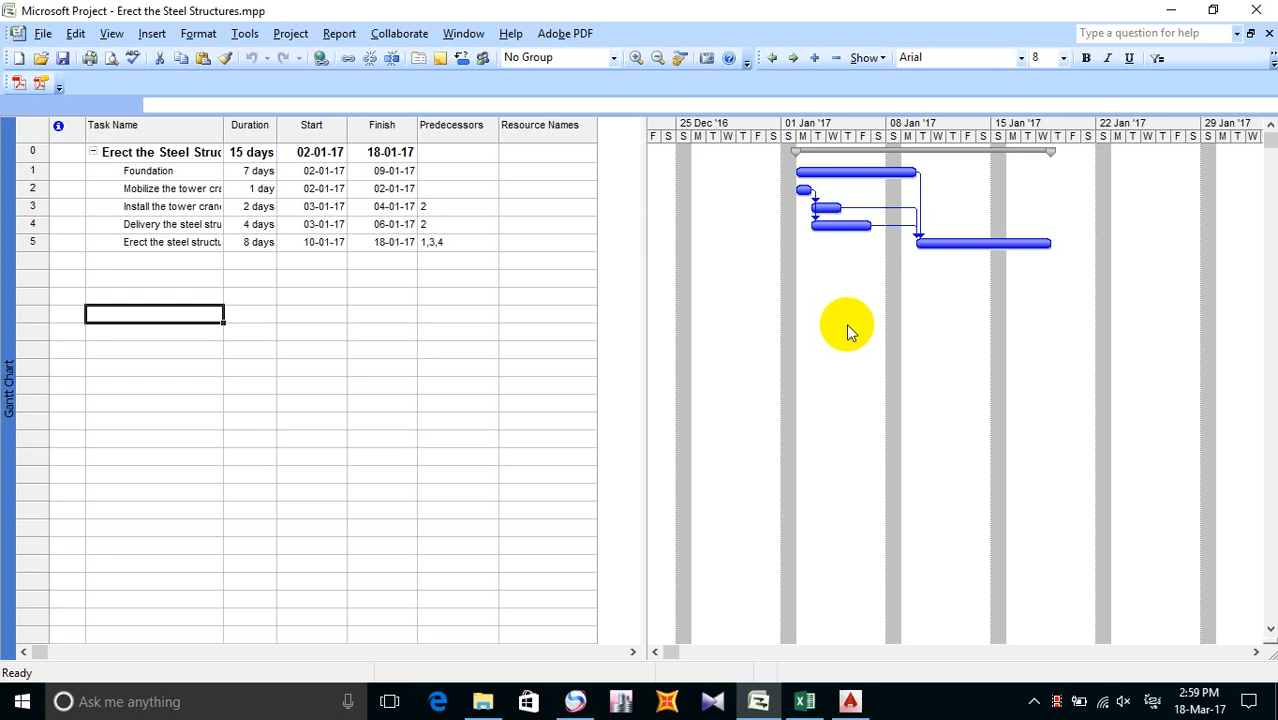 Microsoft Project - Erect the Steel Structures.mpp
File Edit View Insert Format Tools Project Report Collaborate Window Help Adobe PDF
Type a question for help
No Group
Show
Arial
8
B I U
Task Name Duration Start Finish Predecessors Resource Names
25 Dec '16 01 Jan '17 08 Jan '17 15 Jan '17 22 Jan '17 29 Jan '17
F S S M T W T F S S M T W T F S S M T W T F S S M T W T F S S M T W T F S S M T W
0 Erect the Steel Struc 15 days 02-01-17 18-01-17
1 Foundation 7 days 02-01-17 09-01-17
2 Mobilize the tower cra 1 day 02-01-17 02-01-17
3 Install the tower cran 2 days 03-01-17 04-01-17 2
4 Delivery the steel stru 4 days 03-01-17 06-01-17 2
5 Erect the steel structu 8 days 10-01-17 18-01-17 1,3,4
Gantt Chart
Ready
Ask me anything
2:59 PM
18-Mar-17